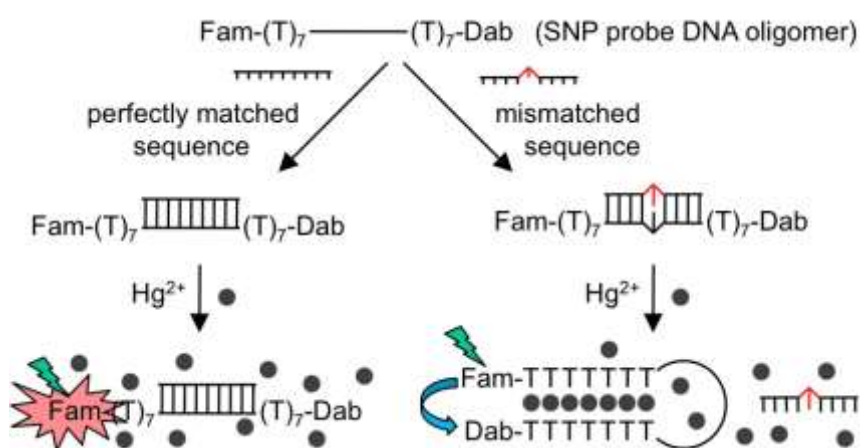 Fam-(T)₇ (T)₇-Dab (SNP probe DNA oligomer)
perfectly matched
sequence
mismatched
sequence
Fam-(T)₇ (T)₇-Dab
Fam-(T)₇ (T)₇-Dab
Hg²⁺
Hg²⁺
Fam-(T)₇ (T)₇-Dab
Fam-TTTTTTT
Dab-TTTTTTT